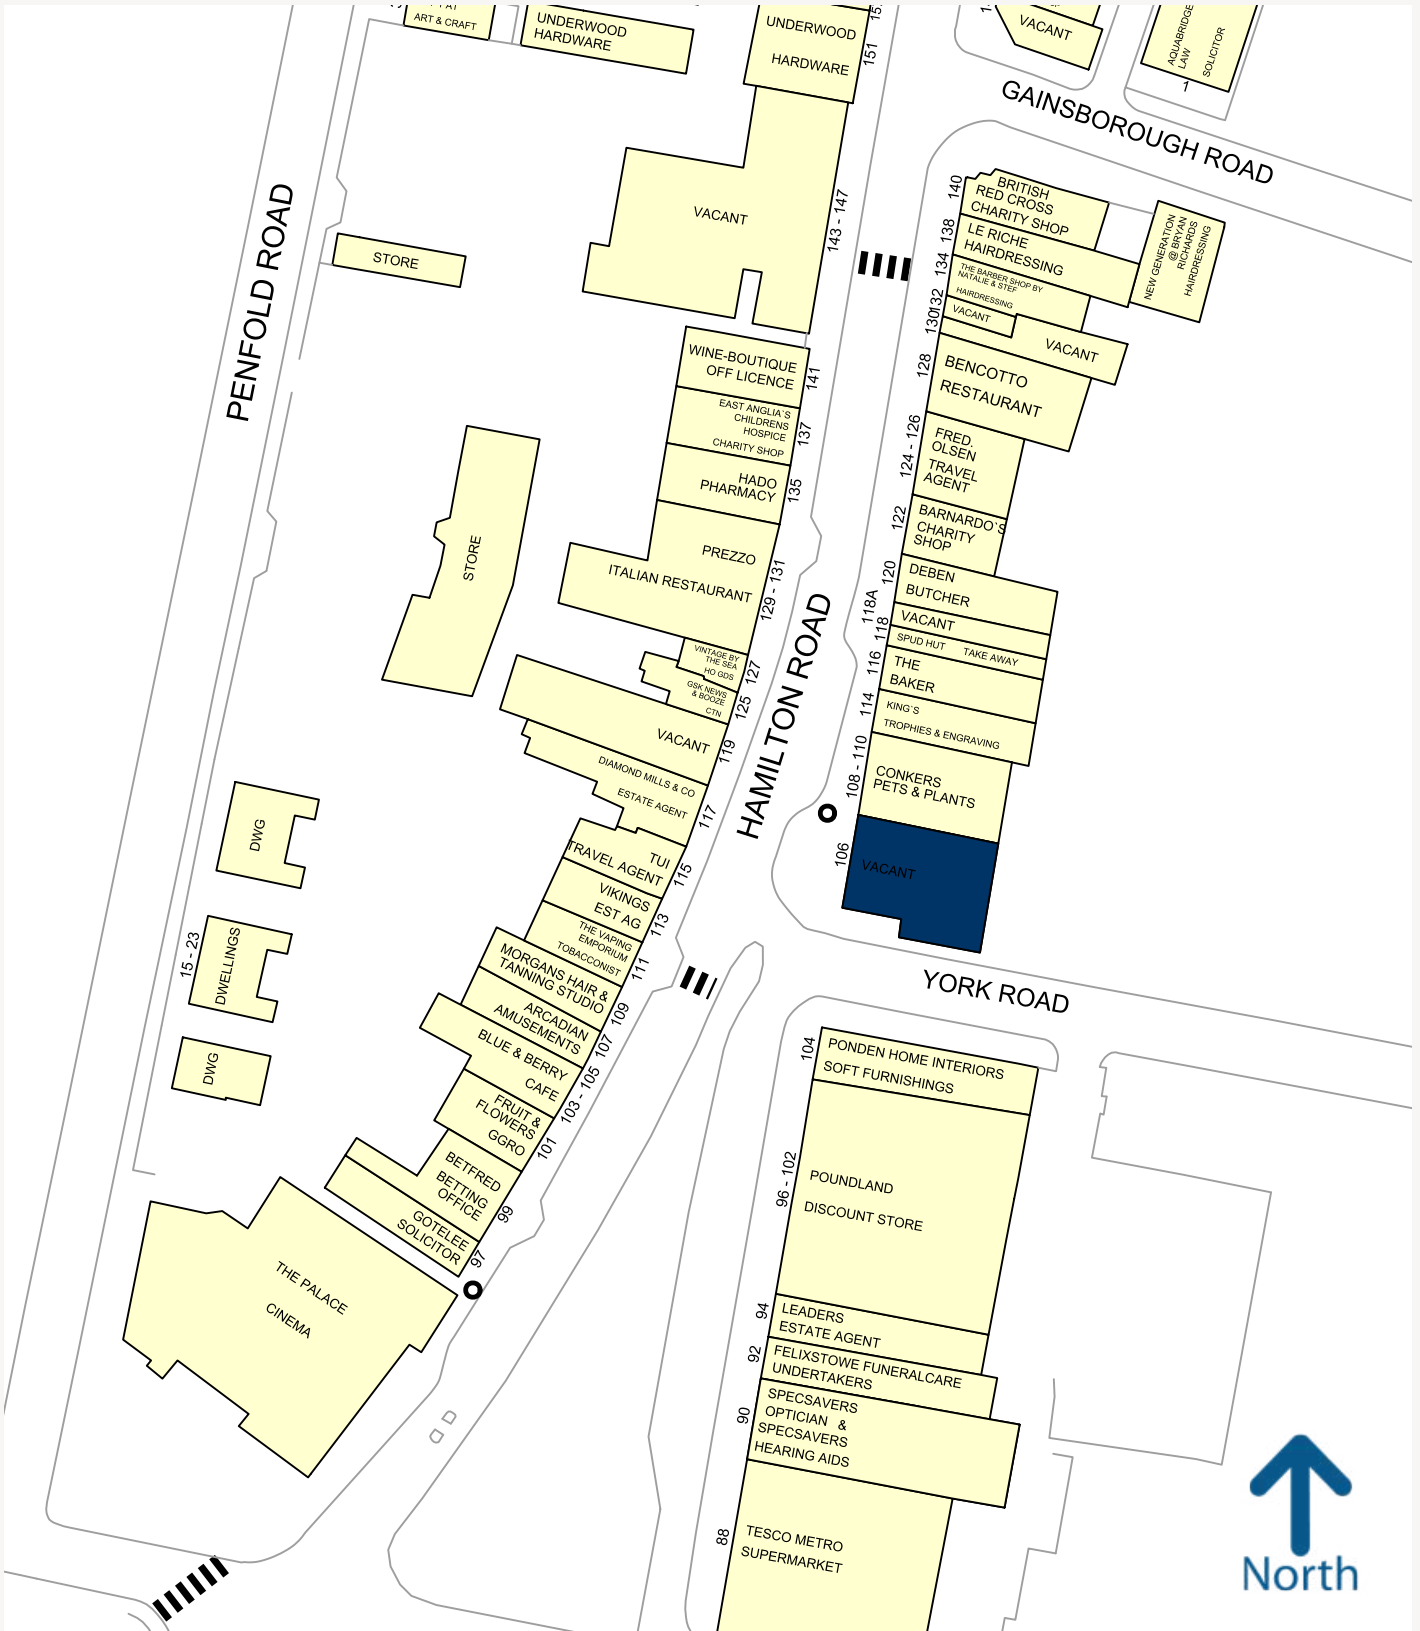 ART & CRAFT
UNDERWOOD
HARDWARE
UNDERWOOD
HARDWARE
151
VACANT
AQUABRIDGE
LAW
SOLICITOR
1
GAINSBOROUGH ROAD
PENFOLD ROAD
STORE
VACANT
143 - 147
140
BRITISH
RED CROSS
CHARITY SHOP
138
LE RICHE
HAIRDRESSING
NEW GENERATION
@ BRYAN
RICHARDS
HAIRDRESSING
134
THE BARBER SHOP BY
NATALIE & STEF
HAIRDRESSING
132
VACANT
130
VACANT
128
BENCOTTO
RESTAURANT
124 - 126
FRED.
OLSEN
TRAVEL
AGENT
122
BARNARDO`S
CHARITY
SHOP
120
DEBEN
BUTCHER
118A
VACANT
118
SPUD HUT TAKE AWAY
116
THE
BAKER
114
KING`S
TROPHIES & ENGRAVING
108 - 110
CONKERS
PETS & PLANTS
106
VACANT
WINE-BOUTIQUE
OFF LICENCE
141
EAST ANGLIA`S
CHILDRENS
HOSPICE
CHARITY SHOP
137
HADO
PHARMACY
135
PREZZO
ITALIAN RESTAURANT
129 - 131
STORE
HAMILTON ROAD
VINTAGE BY
THE SEA
HO GDS
127
GSK NEWS
& BOOZE
CTN
125
VACANT
119
DIAMOND MILLS & CO
ESTATE AGENT
117
TUI
TRAVEL AGENT
115
VIKINGS
EST AG
113
THE VAPING
EMPORIUM
TOBACCONIST
111
MORGANS HAIR &
TANNING STUDIO
109
ARCADIAN
AMUSEMENTS
107
BLUE & BERRY
CAFE
103 - 105
FRUIT &
FLOWERS
GGRO
101
BETFRED
BETTING
OFFICE
99
GOTELEE
SOLICITOR
97
THE PALACE
CINEMA
DWG
15 - 23
DWELLINGS
DWG
YORK ROAD
104
PONDEN HOME INTERIORS
SOFT FURNISHINGS
96 - 102
POUNDLAND
DISCOUNT STORE
94
LEADERS
ESTATE AGENT
92
FELIXSTOWE FUNERALCARE
UNDERTAKERS
90
SPECSAVERS
OPTICIAN &
SPECSAVERS
HEARING AIDS
88
TESCO METRO
SUPERMARKET
North